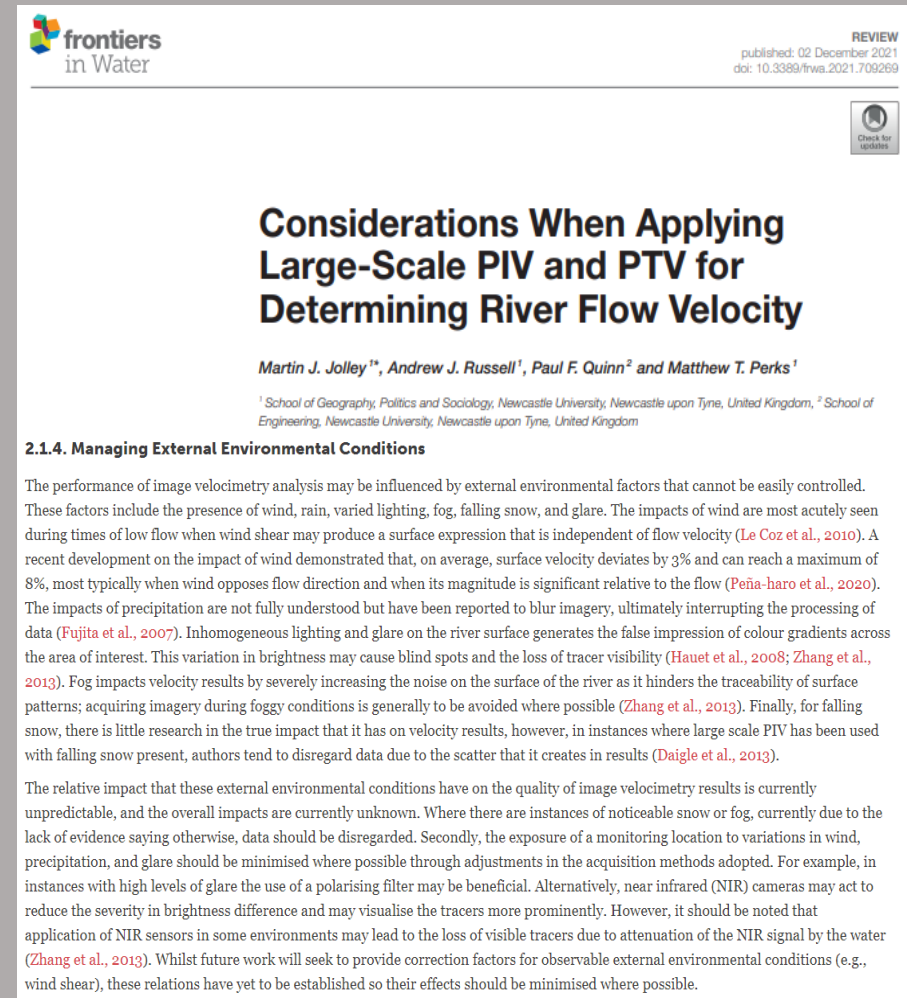 frontiers
in Water
REVIEW
published: 02 December 2021
doi: 10.3389/frwa.2021.709269
Check for
updates
Considerations When Applying
Large-Scale PIV and PTV for
Determining River Flow Velocity
Martin J. Jolley 1*, Andrew J. Russell 1, Paul F. Quinn 2 and Matthew T. Perks 1
1 School of Geography, Politics and Sociology, Newcastle University, Newcastle upon Tyne, United Kingdom, 2 School of
Engineering, Newcastle University, Newcastle upon Tyne, United Kingdom
2.1.4. Managing External Environmental Conditions
The performance of image velocimetry analysis may be influenced by external environmental factors that cannot be easily controlled.
These factors include the presence of wind, rain, varied lighting, fog, falling snow, and glare. The impacts of wind are most acutely seen
during times of low flow when wind shear may produce a surface expression that is independent of flow velocity (Le Coz et al., 2010). A
recent development on the impact of wind demonstrated that, on average, surface velocity deviates by 3% and can reach a maximum of
8%, most typically when wind opposes flow direction and when its magnitude is significant relative to the flow (Peña-haro et al., 2020).
The impacts of precipitation are not fully understood but have been reported to blur imagery, ultimately interrupting the processing of
data (Fujita et al., 2007). Inhomogeneous lighting and glare on the river surface generates the false impression of colour gradients across
the area of interest. This variation in brightness may cause blind spots and the loss of tracer visibility (Hauet et al., 2008; Zhang et al.,
2013). Fog impacts velocity results by severely increasing the noise on the surface of the river as it hinders the traceability of surface
patterns; acquiring imagery during foggy conditions is generally to be avoided where possible (Zhang et al., 2013). Finally, for falling
snow, there is little research in the true impact that it has on velocity results, however, in instances where large scale PIV has been used
with falling snow present, authors tend to disregard data due to the scatter that it creates in results (Daigle et al., 2013).
The relative impact that these external environmental conditions have on the quality of image velocimetry results is currently
unpredictable, and the overall impacts are currently unknown. Where there are instances of noticeable snow or fog, currently due to the
lack of evidence saying otherwise, data should be disregarded. Secondly, the exposure of a monitoring location to variations in wind,
precipitation, and glare should be minimised where possible through adjustments in the acquisition methods adopted. For example, in
instances with high levels of glare the use of a polarising filter may be beneficial. Alternatively, near infrared (NIR) cameras may act to
reduce the severity in brightness difference and may visualise the tracers more prominently. However, it should be noted that
application of NIR sensors in some environments may lead to the loss of visible tracers due to attenuation of the NIR signal by the water
(Zhang et al., 2013). Whilst future work will seek to provide correction factors for observable external environmental conditions (e.g.,
wind shear), these relations have yet to be established so their effects should be minimised where possible.